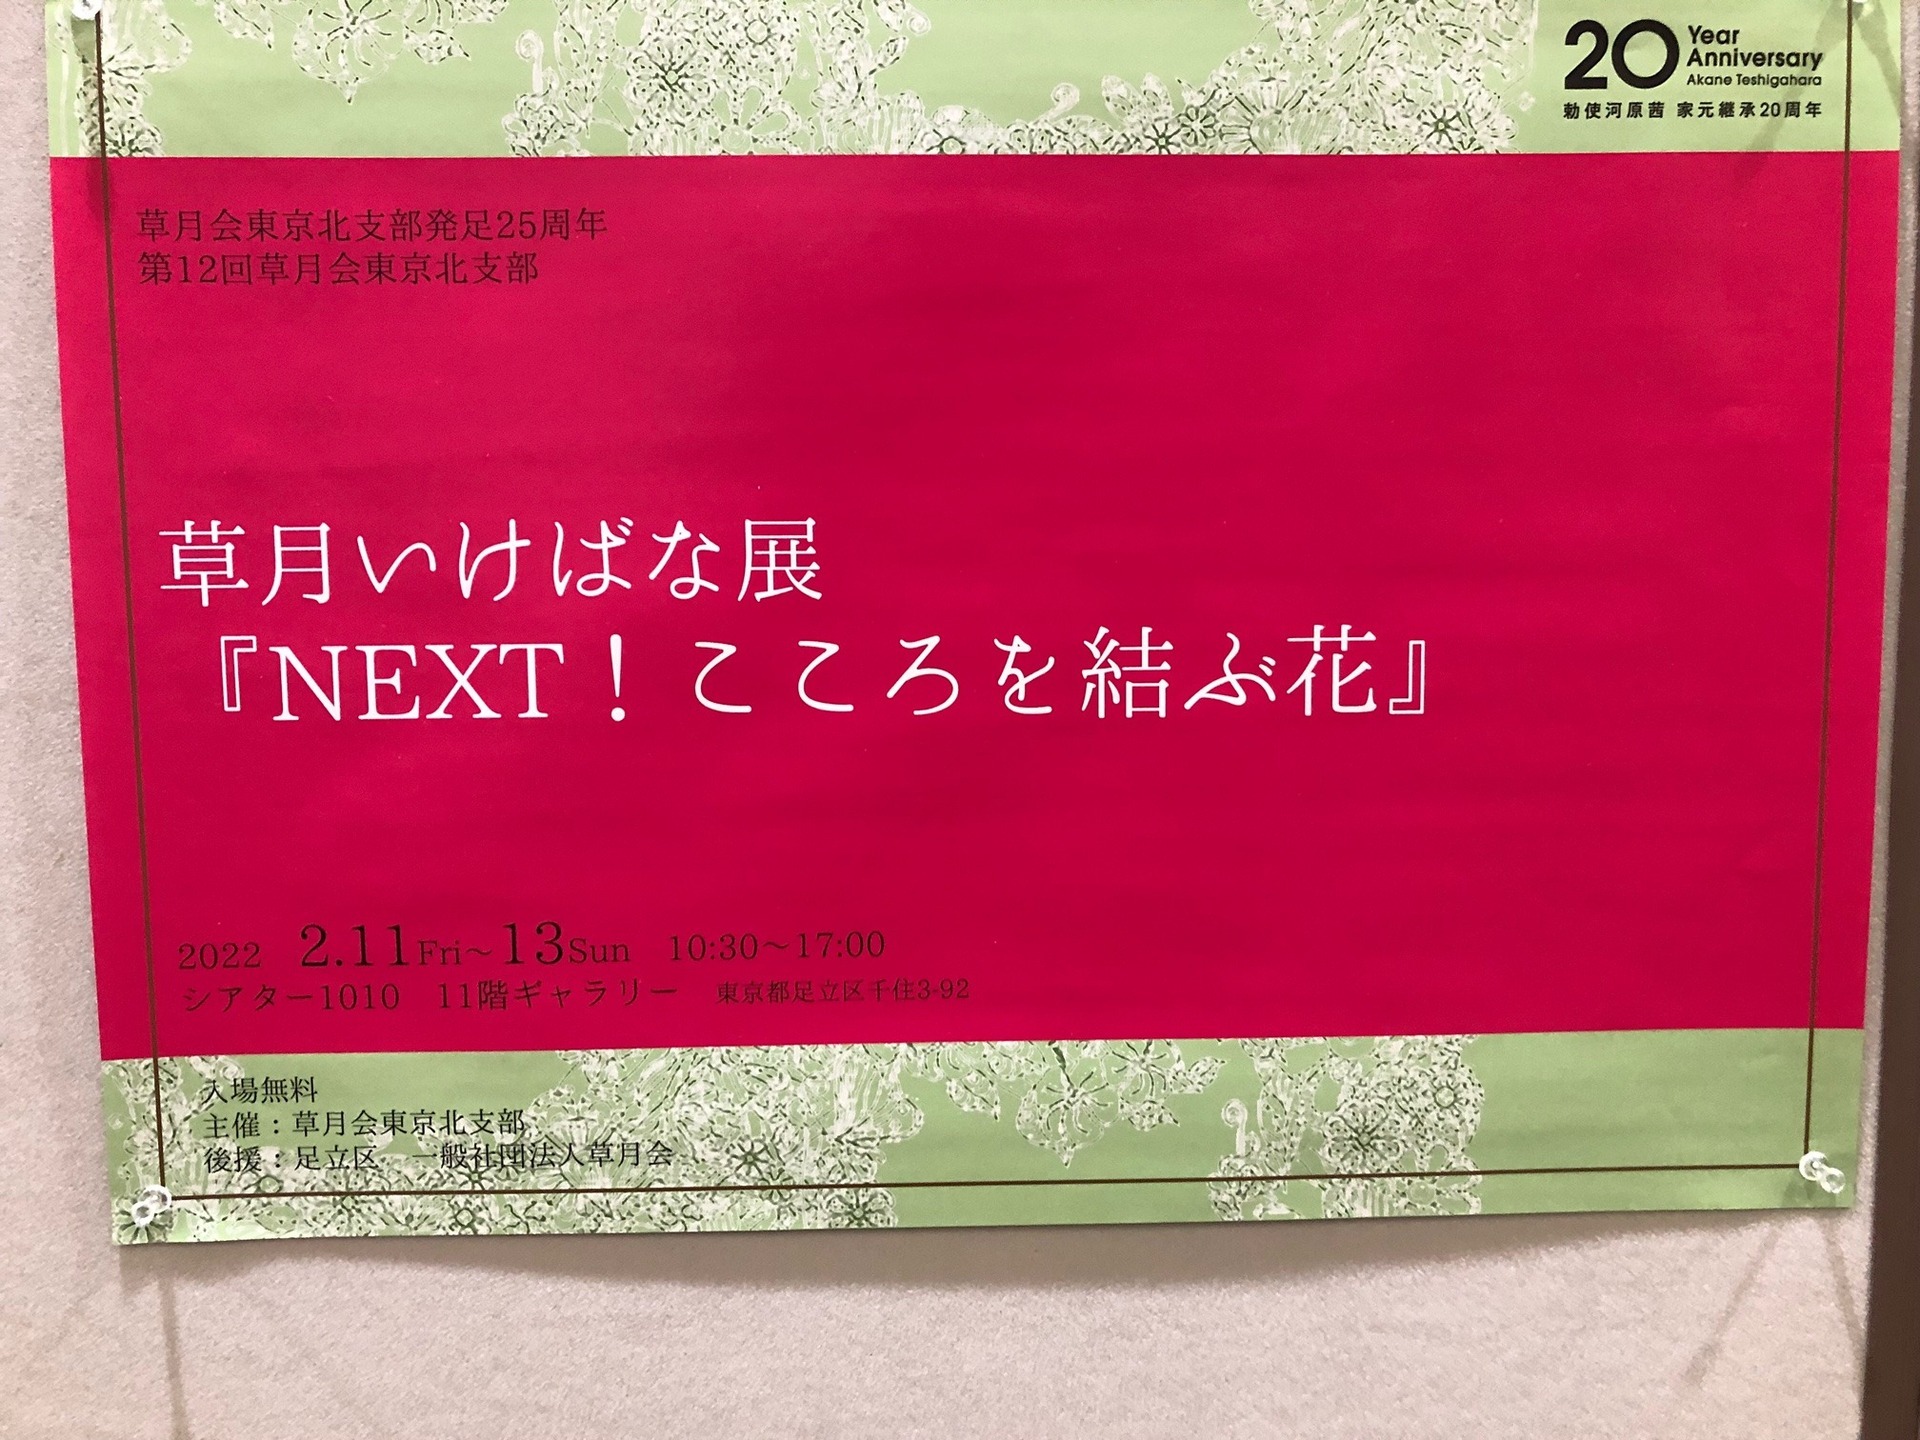 20 Year
Anniversary
Akane Teshigahara
勅使河原茜 家元継承20周年
草月会東京北支部発足25周年
第12回草月会東京北支部
草月いけばな展
『NEXT！こころを結ぶ花』
2022 2.11Fri～13Sun 10:30～17:00
シアター1010 11階ギャラリー 東京都足立区千住3-92
入場無料
主催：草月会東京北支部
後援：足立区 一般社団法人草月会